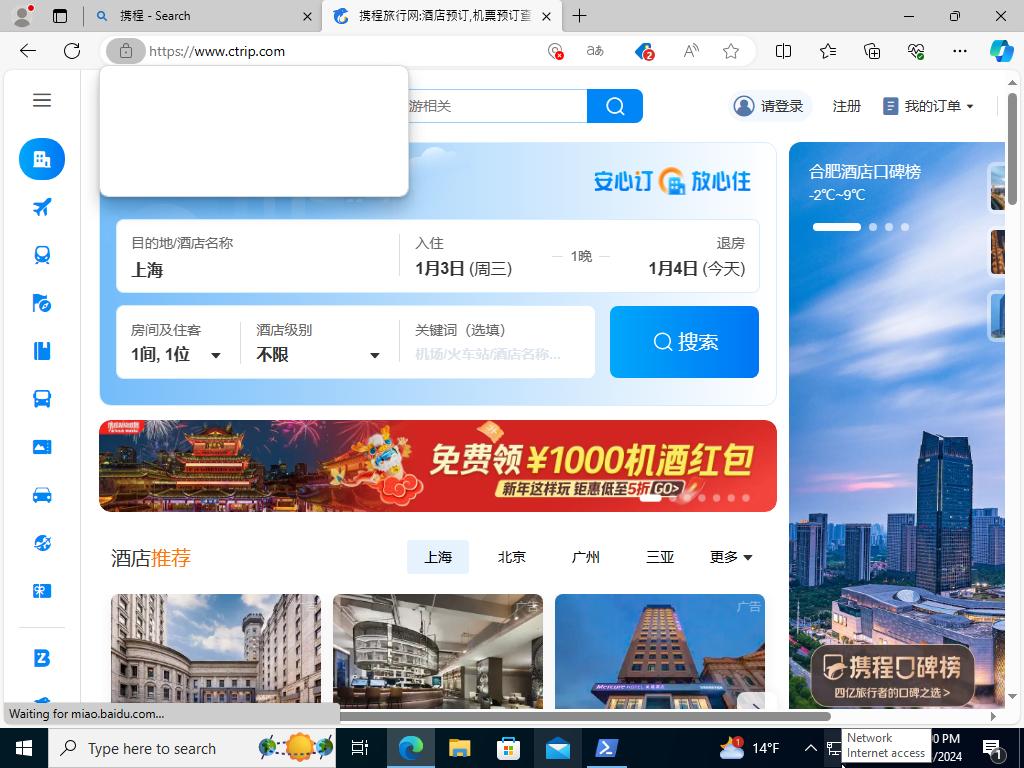 携程 - Search
携程旅行网:酒店预订,机票预订查
https://www.ctrip.com
2
游相关
请登录
注册
我的订单
安心订 放心住
合肥酒店口碑榜
-2℃~9℃
目的地/酒店名称
上海
入住
1月3日 (周三)
1晚
退房
1月4日 (今天)
房间及住客
1间, 1位
酒店级别
不限
关键词（选填）
机场/火车站/酒店名称...
搜索
免费领¥1000机酒红包
新年这样玩 钜惠低至5折 GO>
酒店推荐
上海
北京
广州
三亚
更多
广告
广告
携程口碑榜
四亿旅行者的口碑之选>
Waiting for miao.baidu.com...
Type here to search
1
14°F
Network
Internet access
0 PM
/2024
1